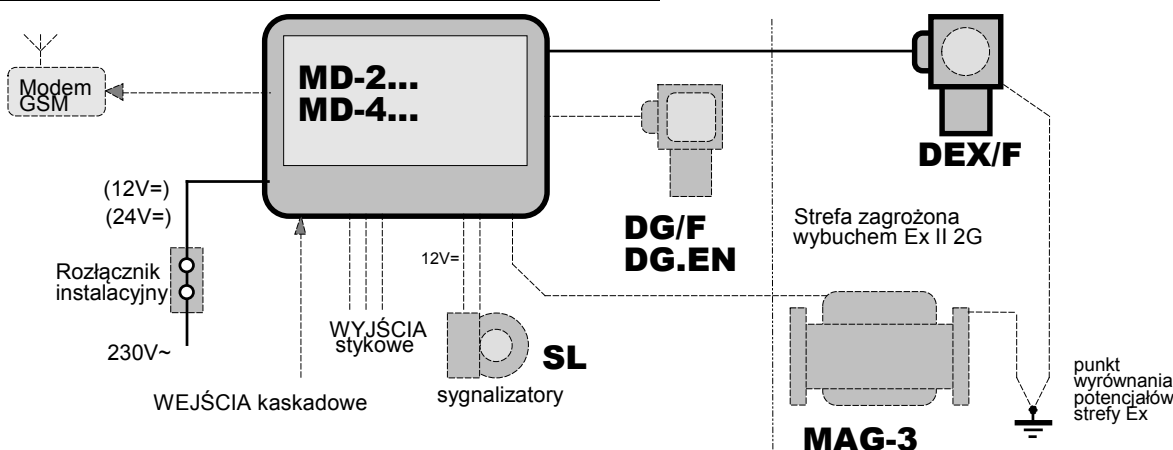 Modem
GSM
MD-2...
MD-4...
DEX/F
(12V=)
(24V=)
DG/F
DG.EN
Strefa zagrożona
wybuchem Ex II 2G
12V=
Rozłącznik
instalacyjny
WYJŚCIA
stykowe
SL
230V~
WEJŚCIA kaskadowe
sygnalizatory
punkt
wyrównania
potencjałów
strefy Ex
MAG-3